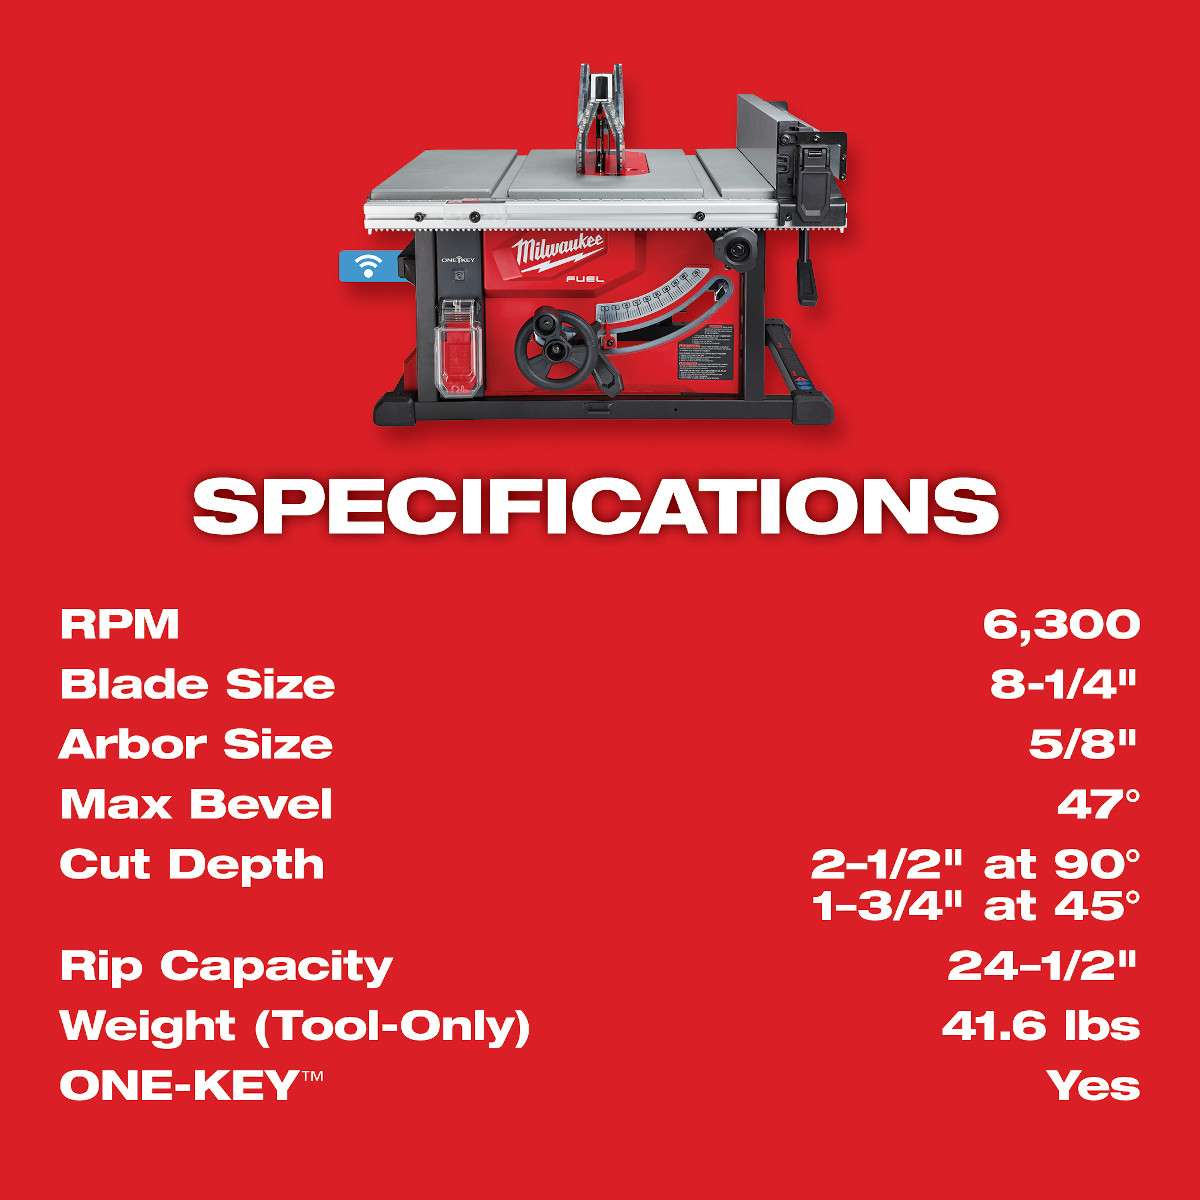 ONE KEY
Milwaukee
FUEL
SPECIFICATIONS
RPM 6,300
Blade Size 8-1/4"
Arbor Size 5/8"
Max Bevel 47°
Cut Depth 2-1/2" at 90°
1-3/4" at 45°
Rip Capacity 24-1/2"
Weight (Tool-Only) 41.6 lbs
ONE-KEY™ Yes